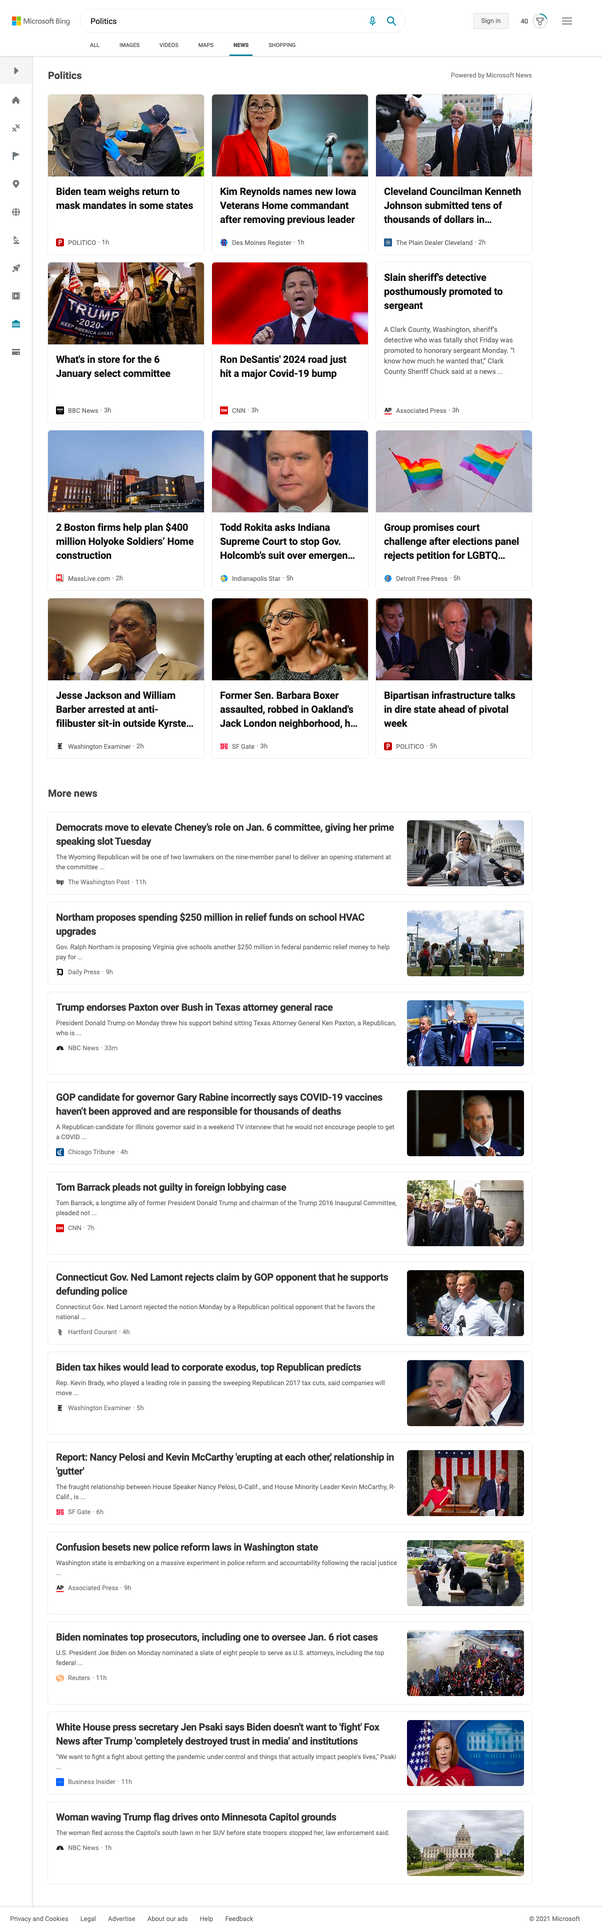 Microsoft Bing
Politics
Sign in
40
ALL
IMAGES
VIDEOS
MAPS
NEWS
SHOPPING
Politics
Powered by Microsoft News
Biden team weighs return to
mask mandates in some states
POLITICO · 1h
Kim Reynolds names new Iowa
Veterans Home commandant
after removing previous leader
Des Moines Register · 1h
Cleveland Councilman Kenneth
Johnson submitted tens of
thousands of dollars in...
The Plain Dealer Cleveland · 2h
TRUMP
2020
KEEP AMERICA GREAT!
What's in store for the 6
January select committee
BBC News · 3h
Ron DeSantis' 2024 road just
hit a major Covid-19 bump
CNN · 3h
Slain sheriff's detective
posthumously promoted to
sergeant
A Clark County, Washington, sheriff's
detective who was fatally shot Friday was
promoted to honorary sergeant Monday. "I
know how much he wanted that," Clark
County Sheriff Chuck said at a news ...
AP Associated Press · 3h
2 Boston firms help plan $400
million Holyoke Soldiers' Home
construction
MassLive.com · 2h
Todd Rokita asks Indiana
Supreme Court to stop Gov.
Holcomb's suit over emergen...
Indianapolis Star · 5h
Group promises court
challenge after elections panel
rejects petition for LGBTQ...
Detroit Free Press · 5h
Jesse Jackson and William
Barber arrested at anti-
filibuster sit-in outside Kyrste...
Washington Examiner · 2h
Former Sen. Barbara Boxer
assaulted, robbed in Oakland's
Jack London neighborhood, h...
SF Gate · 3h
Bipartisan infrastructure talks
in dire state ahead of pivotal
week
POLITICO · 5h
More news
Democrats move to elevate Cheney's role on Jan. 6 committee, giving her prime
speaking slot Tuesday
The Wyoming Republican will be one of two lawmakers on the nine-member panel to deliver an opening statement at
the committee ...
wp The Washington Post · 11h
Northam proposes spending $250 million in relief funds on school HVAC
upgrades
Gov. Ralph Northam is proposing Virginia give schools another $250 million in federal pandemic relief money to help
pay for ...
Daily Press · 9h
Trump endorses Paxton over Bush in Texas attorney general race
President Donald Trump on Monday threw his support behind sitting Texas Attorney General Ken Paxton, a Republican,
who is ...
NBC News · 33m
GOP candidate for governor Gary Rabine incorrectly says COVID-19 vaccines
haven't been approved and are responsible for thousands of deaths
A Republican candidate for Illinois governor said in a weekend TV interview that he would not encourage people to get
a COVID ...
Chicago Tribune · 4h
Tom Barrack pleads not guilty in foreign lobbying case
Tom Barrack, a longtime ally of former President Donald Trump and chairman of the Trump 2016 Inaugural Committee,
pleaded not ...
CNN · 7h
Connecticut Gov. Ned Lamont rejects claim by GOP opponent that he supports
defunding police
Connecticut Gov. Ned Lamont rejected the notion Monday by a Republican political opponent that he favors the
national ...
Hartford Courant · 4h
Biden tax hikes would lead to corporate exodus, top Republican predicts
Rep. Kevin Brady, who played a leading role in passing the sweeping Republican 2017 tax cuts, said companies will
move ...
Washington Examiner · 5h
Report: Nancy Pelosi and Kevin McCarthy 'erupting at each other,' relationship in
'gutter'
The fraught relationship between House Speaker Nancy Pelosi, D-Calif., and House Minority Leader Kevin McCarthy, R-
Calif., is ...
SF Gate · 6h
Confusion besets new police reform laws in Washington state
Washington state is embarking on a massive experiment in police reform and accountability following the racial justice
...
AP Associated Press · 9h
Biden nominates top prosecutors, including one to oversee Jan. 6 riot cases
U.S. President Joe Biden on Monday nominated a slate of eight people to serve as U.S. attorneys, including the top
federal ...
Reuters · 11h
White House press secretary Jen Psaki says Biden doesn't want to 'fight' Fox
News after Trump 'completely destroyed trust in media' and institutions
"We want to fight a fight about getting the pandemic under control and things that actually impact people's lives," Psaki
...
Business Insider · 11h
THE WHITE HOUSE
Woman waving Trump flag drives onto Minnesota Capitol grounds
The woman fled across the Capitol's south lawn in her SUV before state troopers stopped her, law enforcement said.
NBC News · 1h
Privacy and Cookies
Legal
Advertise
About our ads
Help
Feedback
© 2021 Microsoft